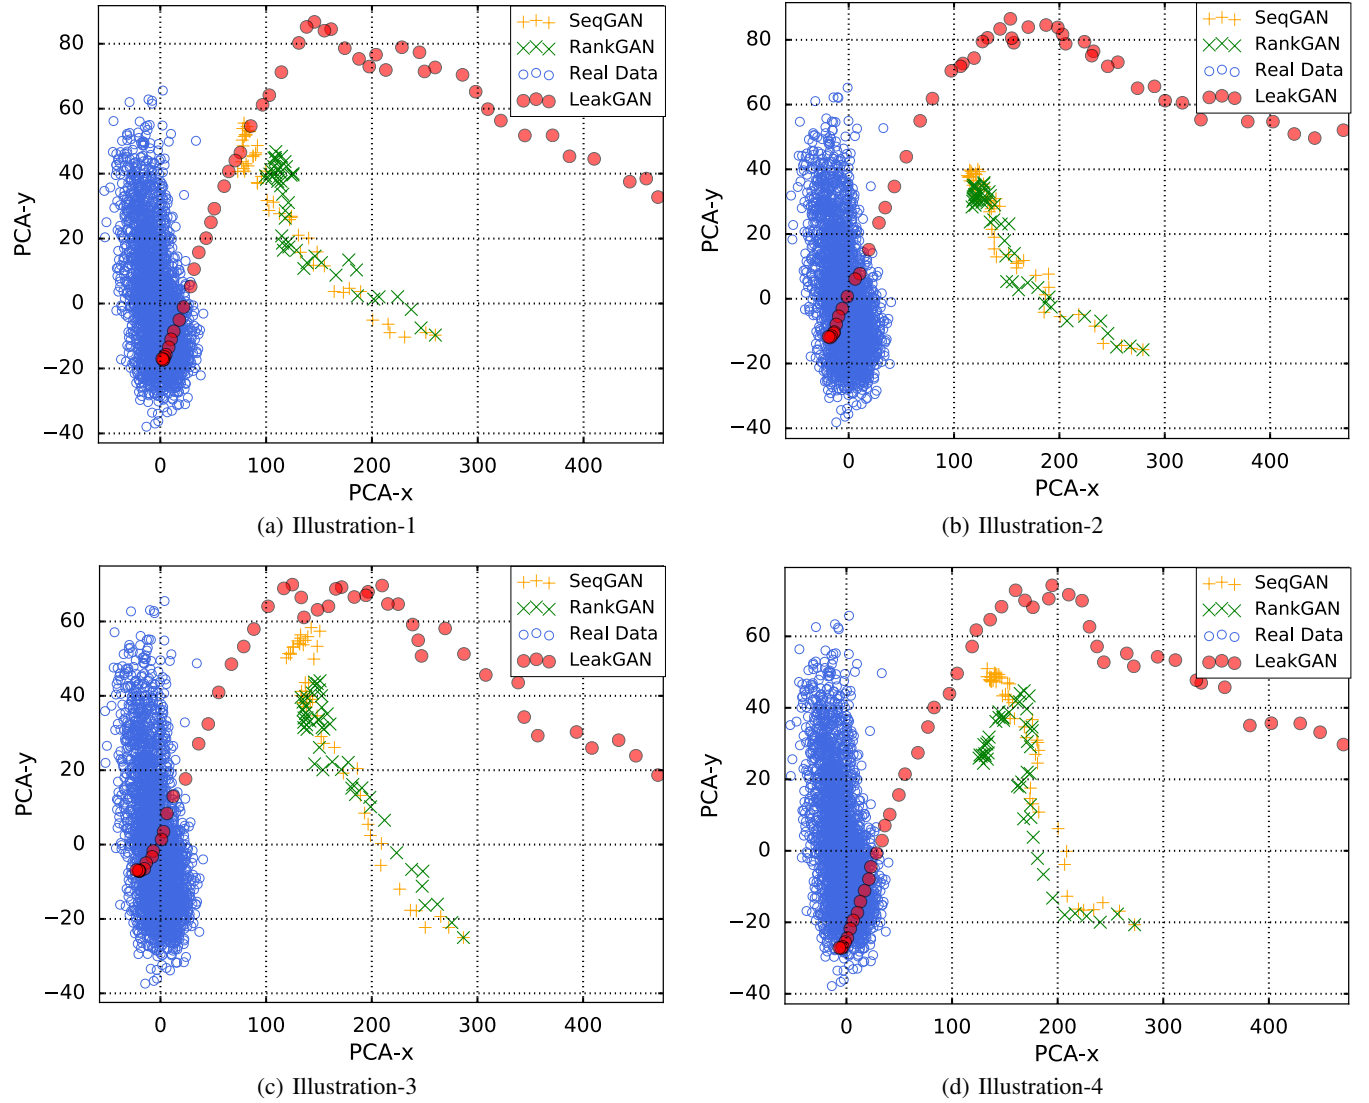 SeqGAN
RankGAN
Real Data
LeakGAN
80
60
40
20
0
−20
−40
PCA-y
0 100 200 300 400
PCA-x
(a) Illustration-1
SeqGAN
RankGAN
Real Data
LeakGAN
80
60
40
20
0
−20
−40
PCA-y
0 100 200 300 400
PCA-x
(b) Illustration-2
SeqGAN
RankGAN
Real Data
LeakGAN
60
40
20
0
−20
−40
PCA-y
0 100 200 300 400
PCA-x
(c) Illustration-3
SeqGAN
RankGAN
Real Data
LeakGAN
60
40
20
0
−20
−40
PCA-y
0 100 200 300 400
PCA-x
(d) Illustration-4